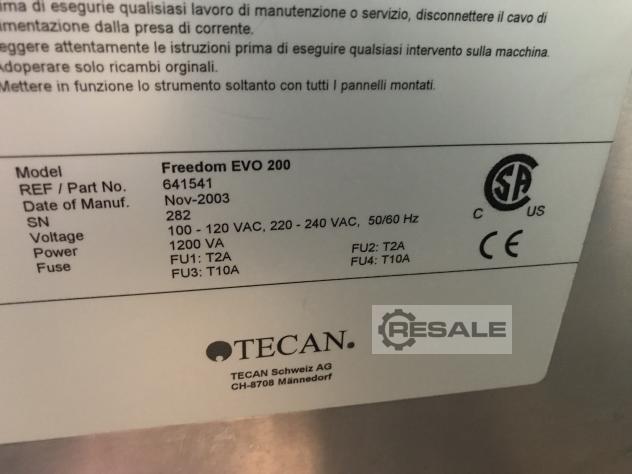 ima di esegurie qualisiasi lavoro di manutenzione o servizio, disconnettere il cavo di
imentazione dalla presa di corrente.
eggere attentamente le istruzioni prima di eseguire qualsiasi intervento sulla macchina.
Adoperare solo ricambi orginali.
Mettere in funzione lo strumento soltanto con tutti I pannelli montati.
Model Freedom EVO 200
REF / Part No. 641541
Date of Manuf. Nov-2003
SN 282
Voltage 100 - 120 VAC, 220 - 240 VAC, 50/60 Hz
Power 1200 VA
Fuse FU1: T2A FU2: T2A
FU3: T10A FU4: T10A
CSA
C US
CE
TECAN.
TECAN Schweiz AG
CH-8708 Männedorf
RESALE